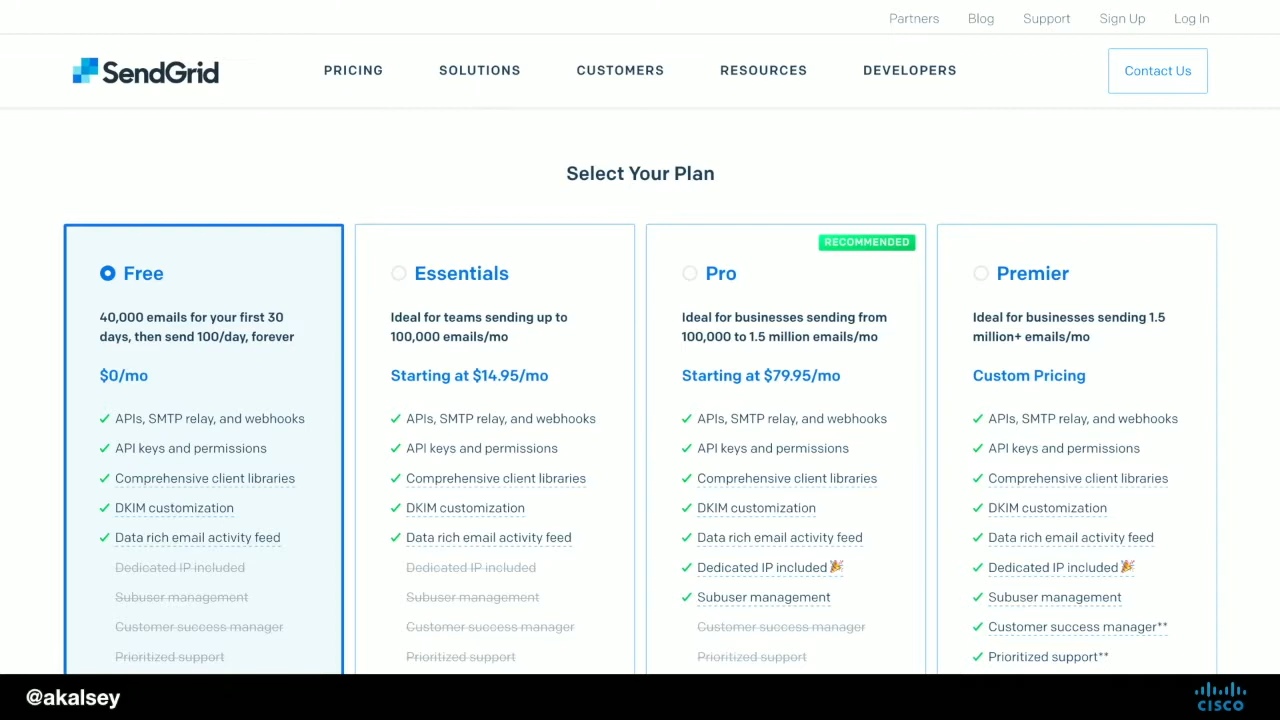 Partners Blog Support Sign Up Log In
SendGrid PRICING SOLUTIONS CUSTOMERS RESOURCES DEVELOPERS Contact Us
Select Your Plan
Free
40,000 emails for your first 30
days, then send 100/day, forever
$0/mo
APIs, SMTP relay, and webhooks
API keys and permissions
Comprehensive client libraries
DKIM customization
Data rich email activity feed
Dedicated IP included
Subuser management
Customer success manager
Prioritized support
Essentials
Ideal for teams sending up to
100,000 emails/mo
Starting at $14.95/mo
APIs, SMTP relay, and webhooks
API keys and permissions
Comprehensive client libraries
DKIM customization
Data rich email activity feed
Dedicated IP included
Subuser management
Customer success manager
Prioritized support
RECOMMENDED
Pro
Ideal for businesses sending from
100,000 to 1.5 million emails/mo
Starting at $79.95/mo
APIs, SMTP relay, and webhooks
API keys and permissions
Comprehensive client libraries
DKIM customization
Data rich email activity feed
Dedicated IP included
Subuser management
Customer success manager
Prioritized support
Premier
Ideal for businesses sending 1.5
million+ emails/mo
Custom Pricing
APIs, SMTP relay, and webhooks
API keys and permissions
Comprehensive client libraries
DKIM customization
Data rich email activity feed
Dedicated IP included
Subuser management
Customer success manager**
Prioritized support**
@akalsey
CISCO